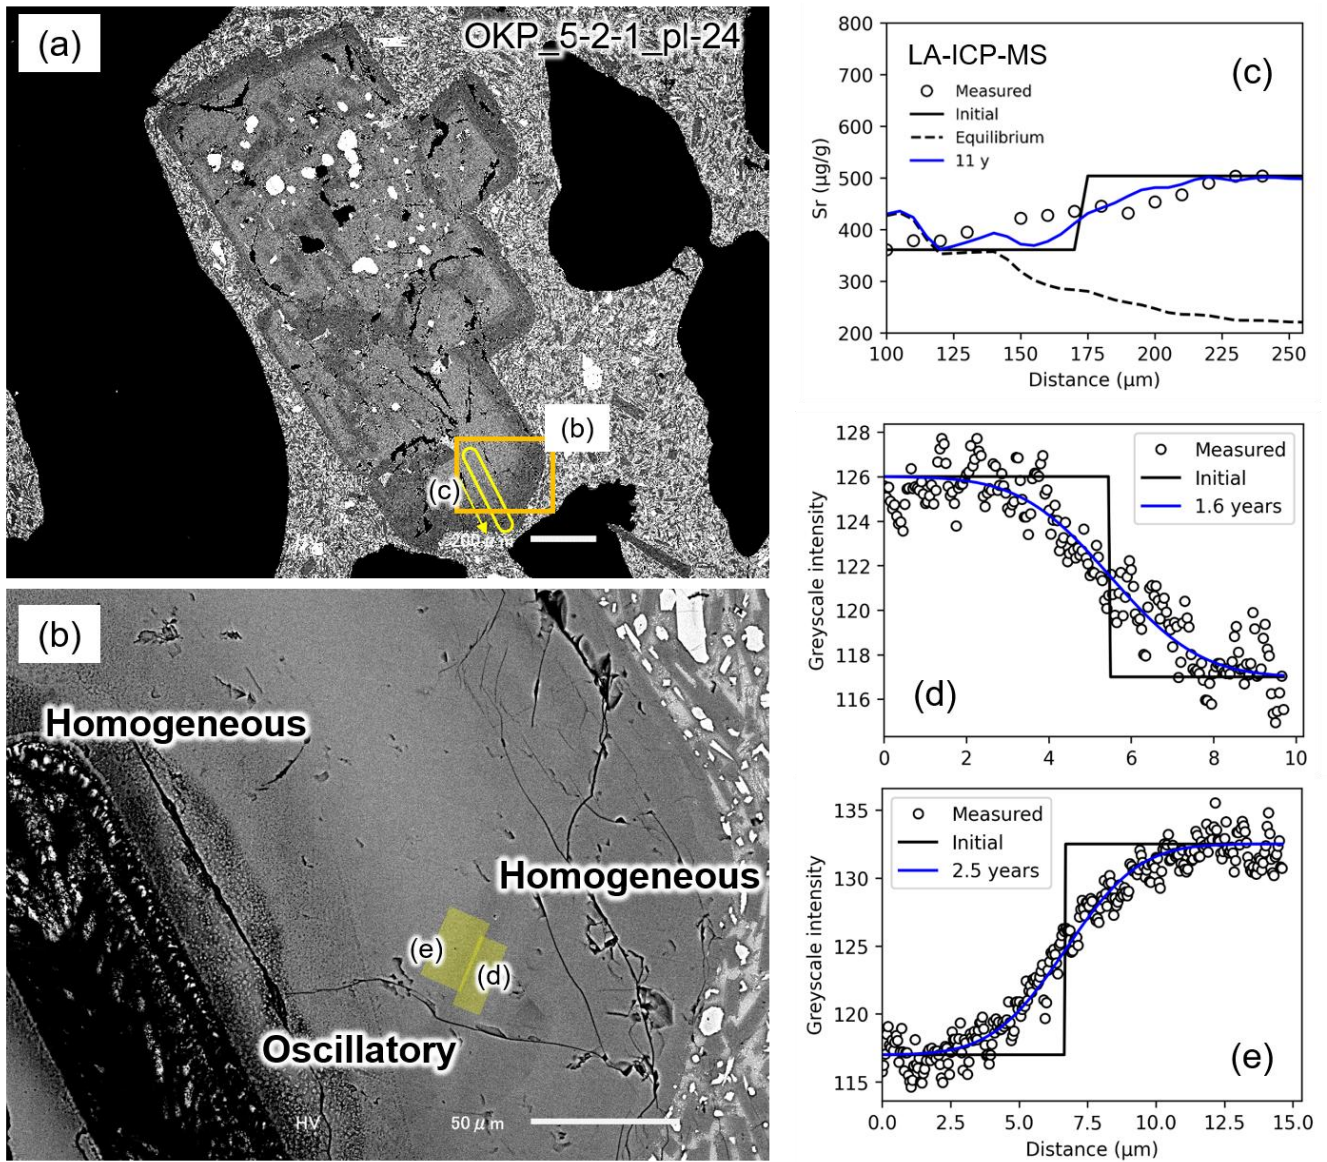 (a)
OKP_5-2-1_pl-24
(b)
(c)
200 μm
(b)
Homogeneous
Homogeneous
(e)
(d)
Oscillatory
HV
50 μm
LA-ICP-MS
(c)
Measured
Initial
Equilibrium
11 y
Sr (μg/g)
800
700
600
500
400
300
200
100 125 150 175 200 225 250
Distance (μm)
Measured
Initial
1.6 years
(d)
Greyscale intensity
128
126
124
122
120
118
116
0 2 4 6 8 10
Measured
Initial
2.5 years
(e)
Greyscale intensity
135
130
125
120
115
0.0 2.5 5.0 7.5 10.0 12.5 15.0
Distance (μm)